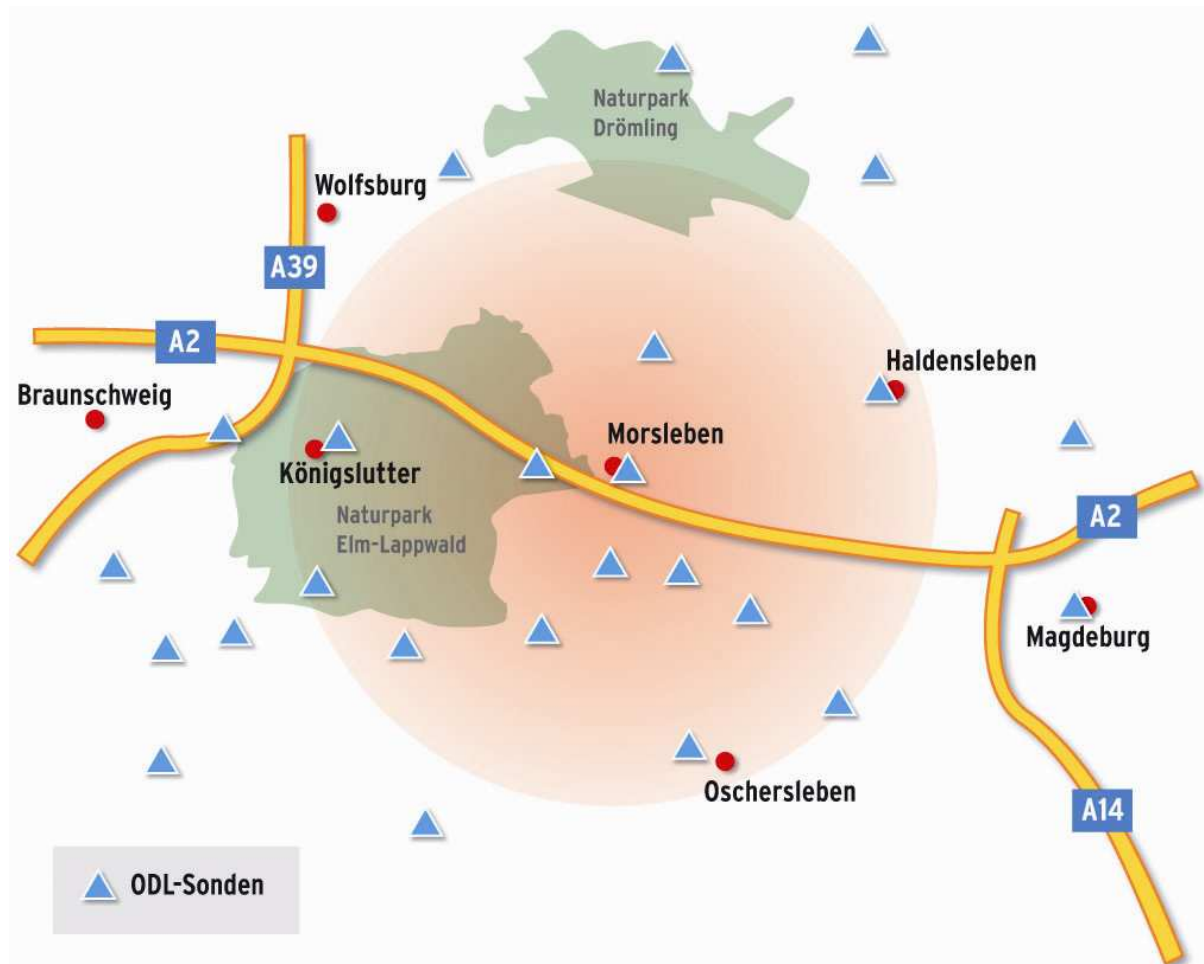 Naturpark
Drömling
Wolfsburg
A39
A2
Haldensleben
Braunschweig
Morsleben
Königslutter
Naturpark
Elm-Lappwald
A2
Magdeburg
Oschersleben
A14
ODL-Sonden